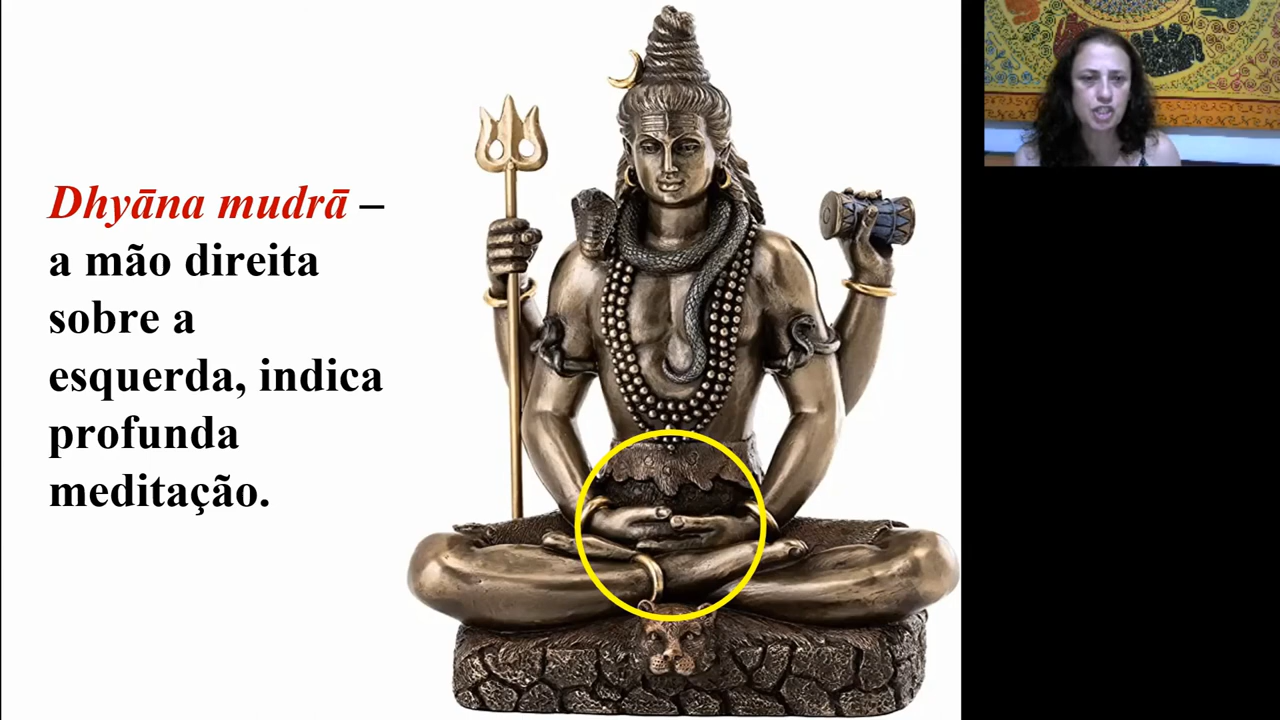 Dhyāna mudrā –
a mão direita
sobre a
esquerda, indica
profunda
meditação.